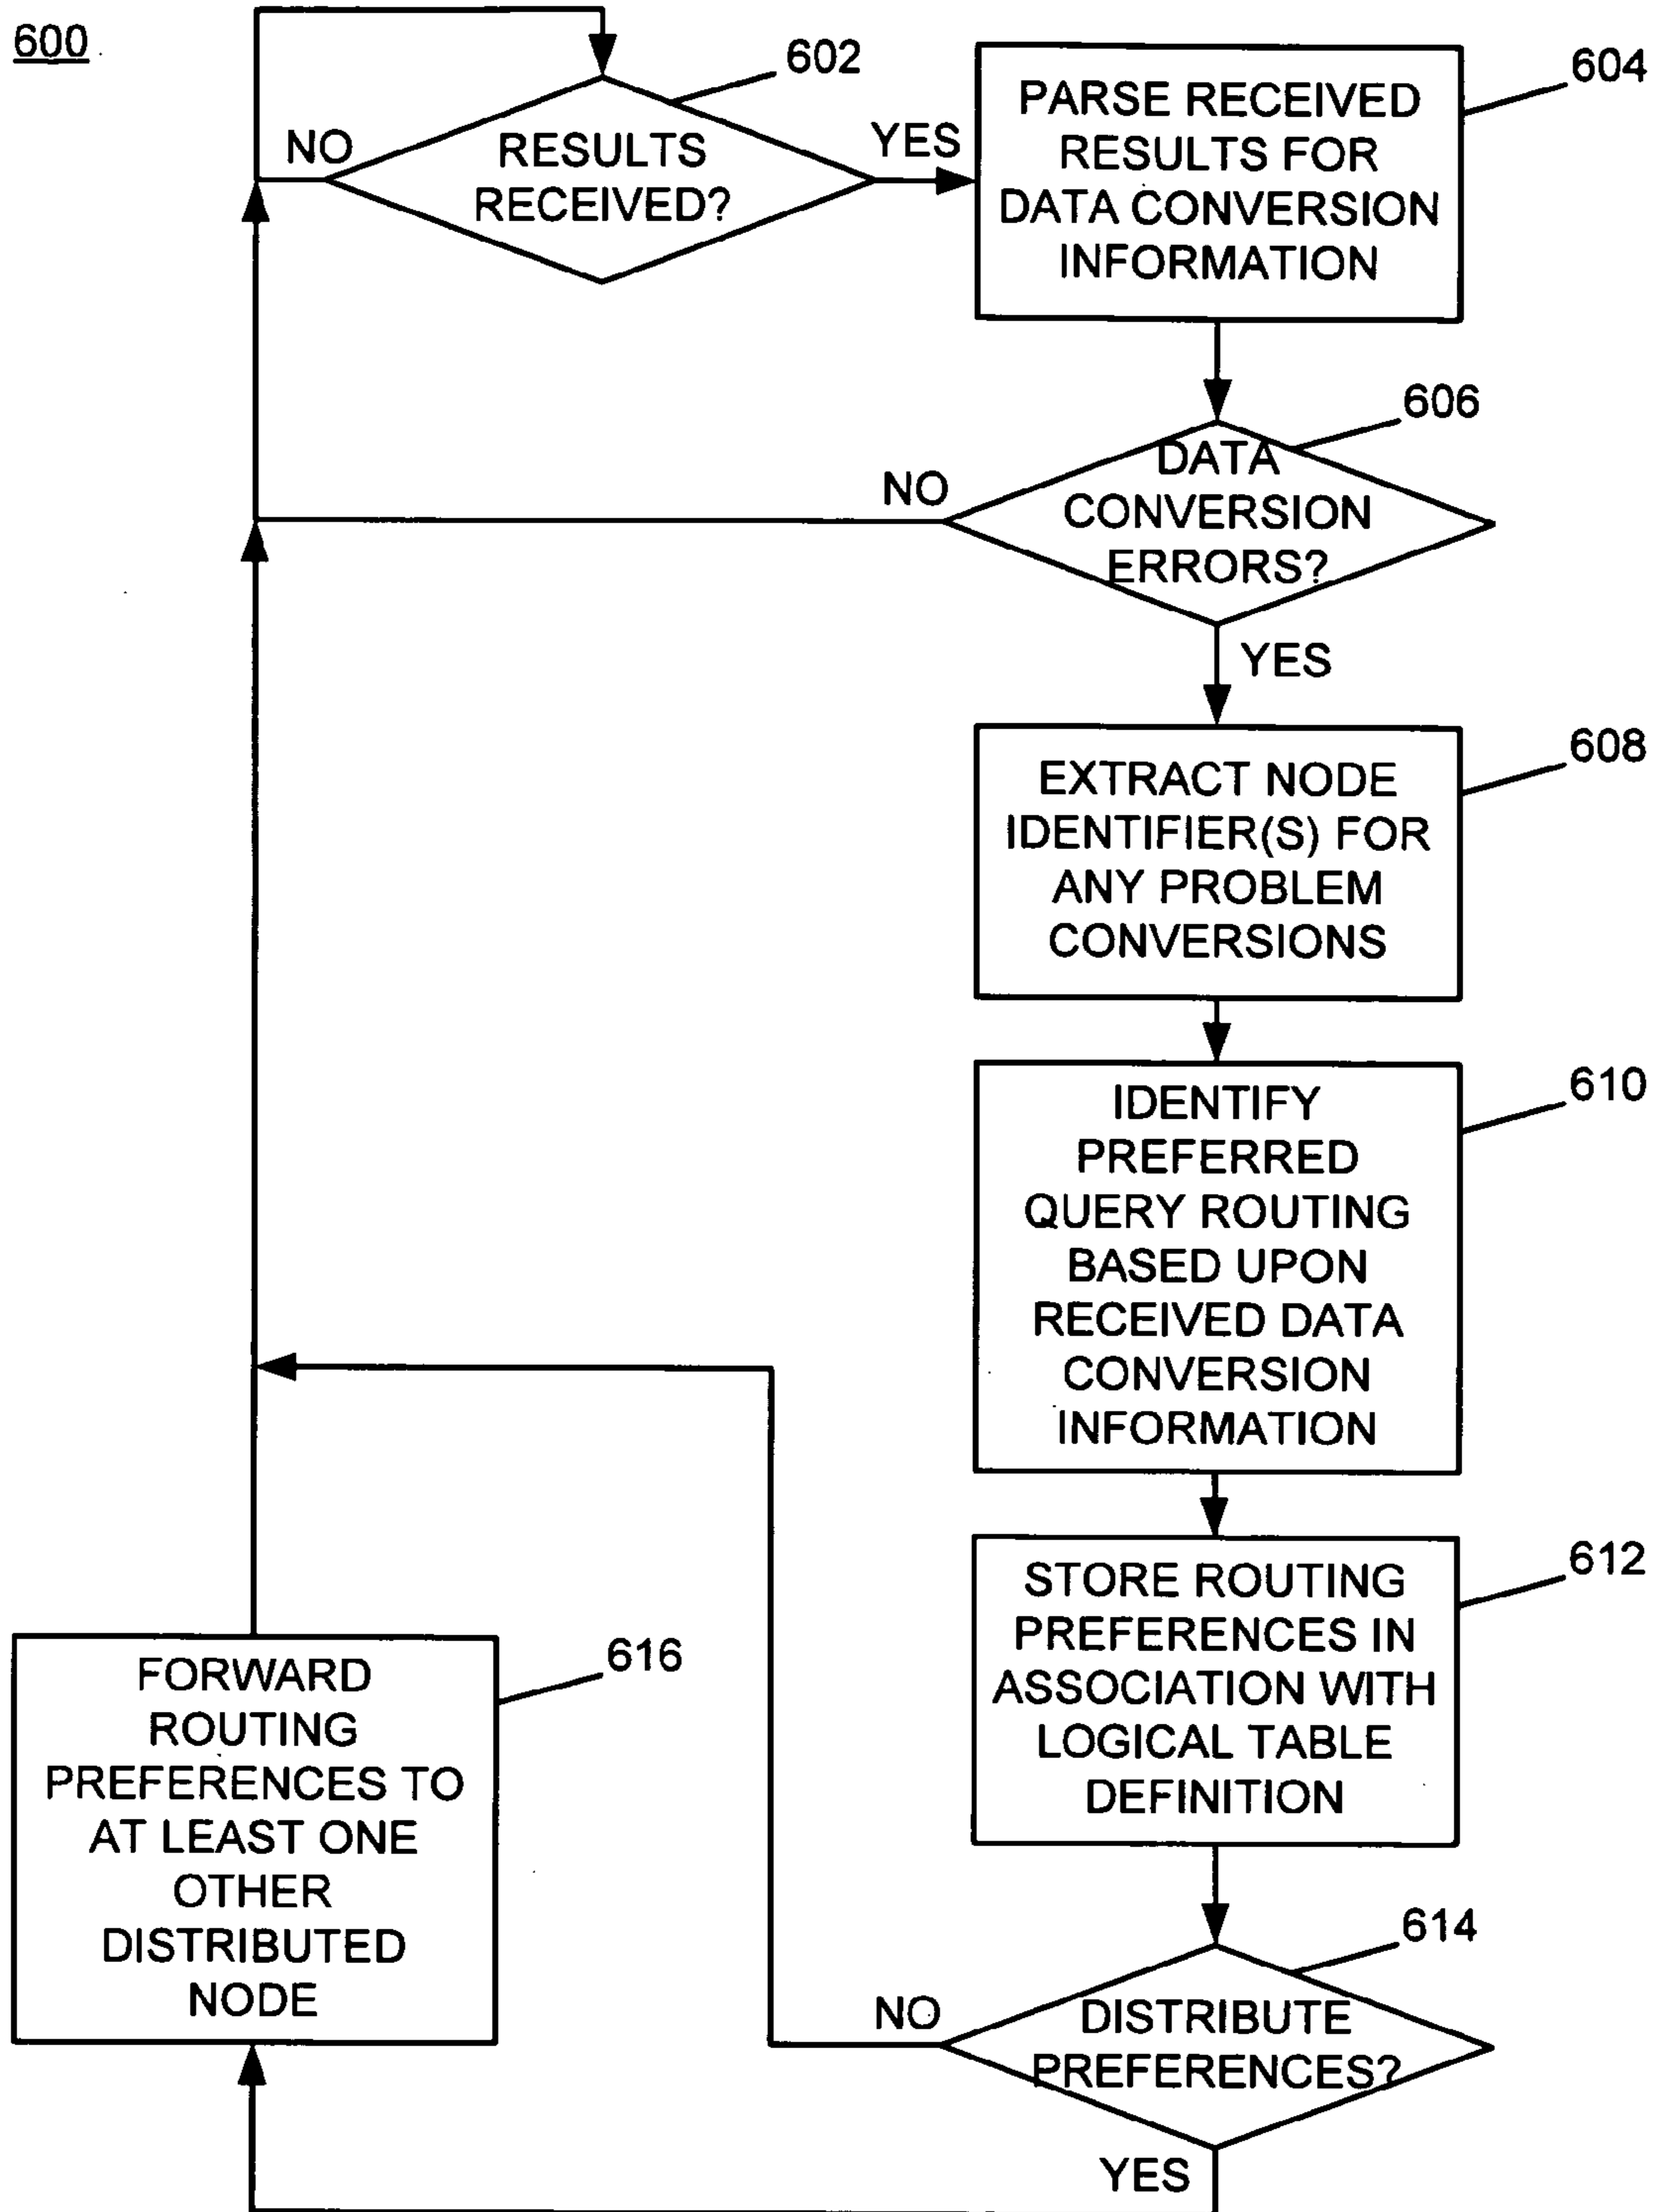 600
602
NO
RESULTS
RECEIVED?
YES
604
PARSE RECEIVED
RESULTS FOR
DATA CONVERSION
INFORMATION
606
NO
DATA
CONVERSION
ERRORS?
YES
608
EXTRACT NODE
IDENTIFIER(S) FOR
ANY PROBLEM
CONVERSIONS
610
IDENTIFY
PREFERRED
QUERY ROUTING
BASED UPON
RECEIVED DATA
CONVERSION
INFORMATION
612
STORE ROUTING
PREFERENCES IN
ASSOCIATION WITH
LOGICAL TABLE
DEFINITION
614
NO
DISTRIBUTE
PREFERENCES?
YES
616
FORWARD
ROUTING
PREFERENCES TO
AT LEAST ONE
OTHER
DISTRIBUTED
NODE